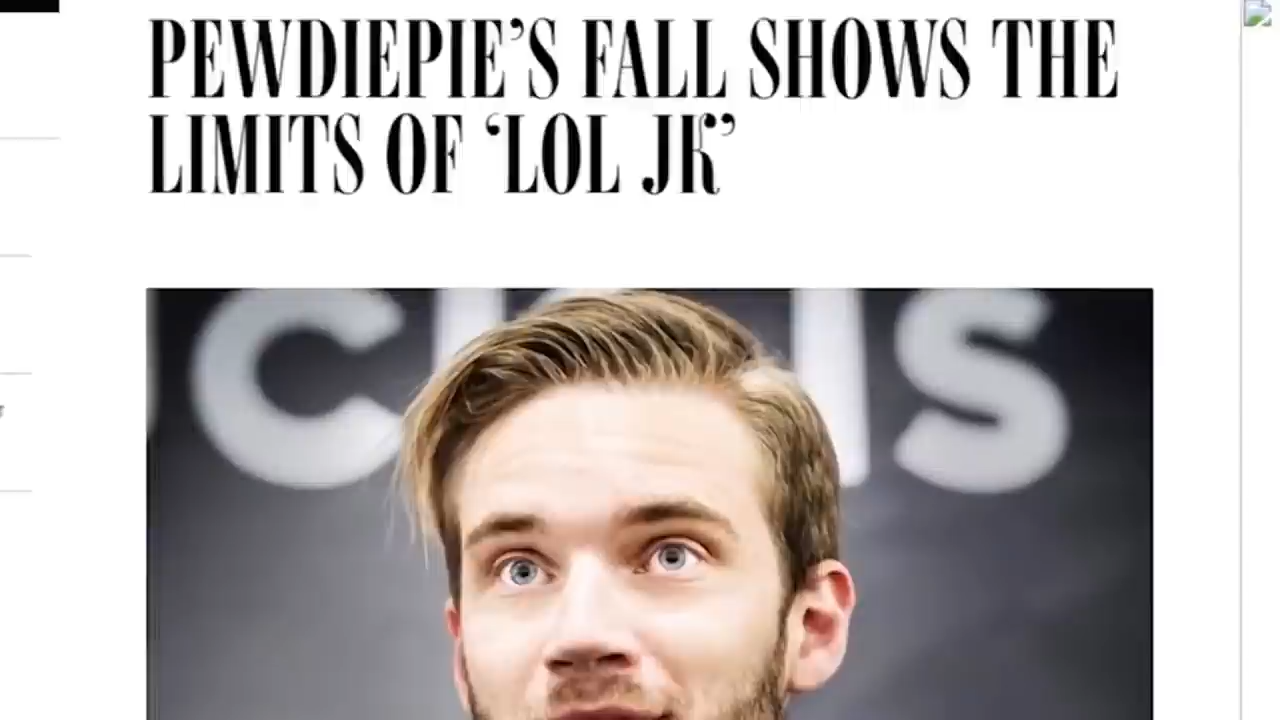 PEWDIEPIE’S FALL SHOWS THE
LIMITS OF ‘LOL JK’